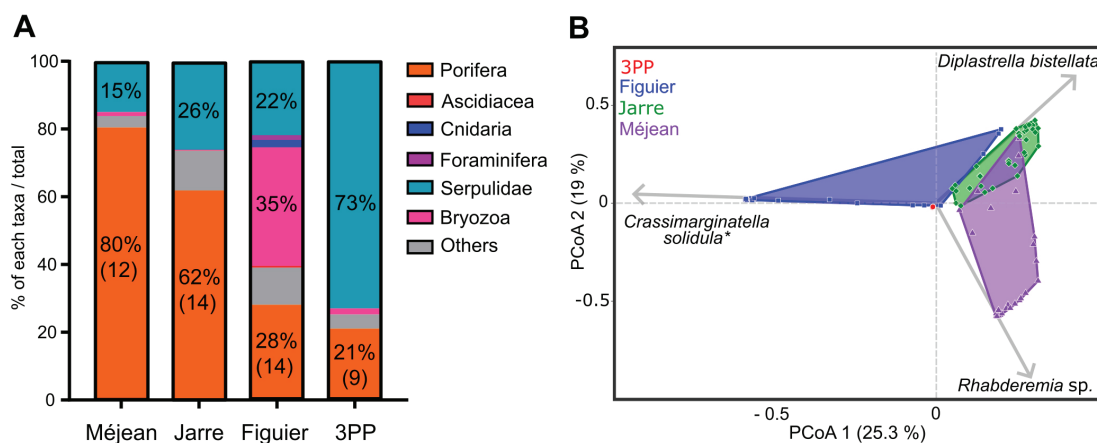 A
% of each taxa / total
100
80
60
40
20
0
15%
80%
(12)
26%
62%
(14)
22%
35%
28%
(14)
73%
21%
(9)
Méjean
Jarre
Figuier
3PP
Porifera
Ascidiacea
Cnidaria
Foraminifera
Serpulidae
Bryozoa
Others
B
3PP
Figuier
Jarre
Méjean
Diplastrella bistellata
Crassimarginatella
solidula*
Rhabderemia sp.
PCoA 2 (19 %)
0.5
0
-0.5
- 0.5
0
PCoA 1 (25.3 %)